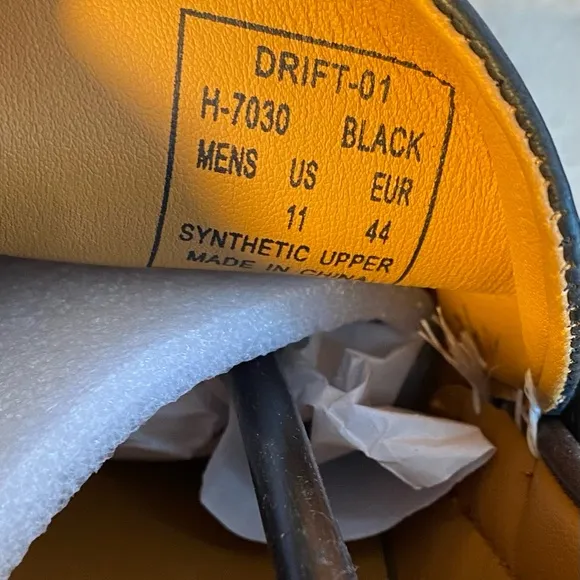 DRIFT-01
H-7030 BLACK
MENS US EUR
11 44
SYNTHETIC UPPER
MADE IN CHINA